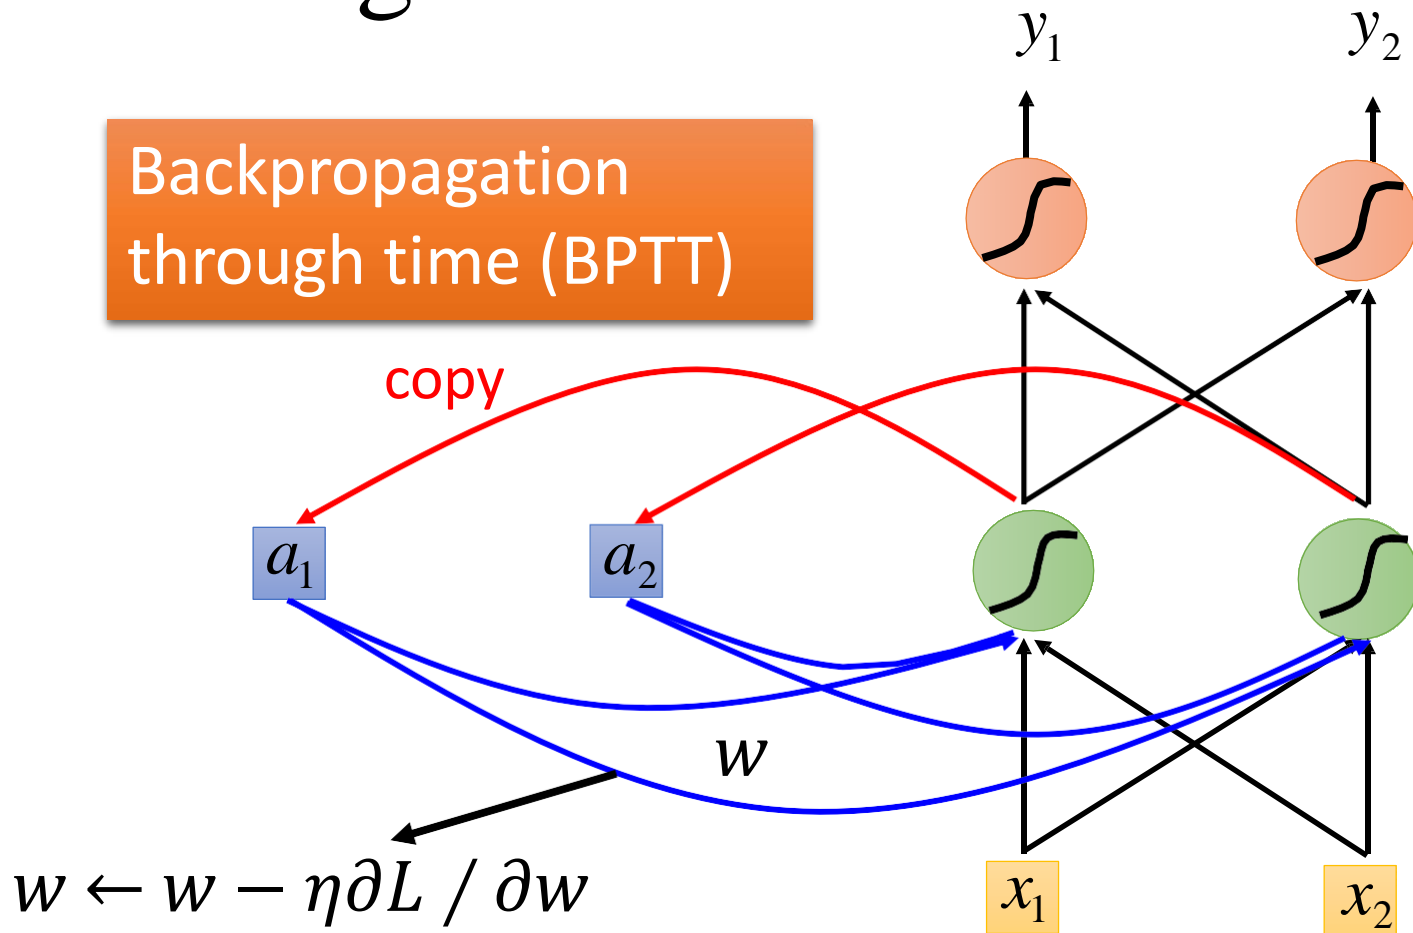 y₁ y₂
Backpropagation
through time (BPTT)
copy
a₁ a₂
w
w ← w − η∂L / ∂w
x₁ x₂